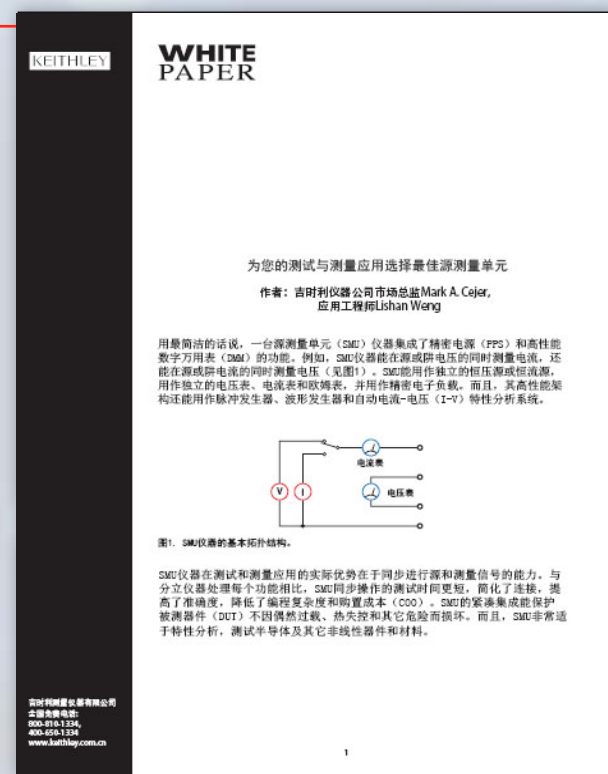 KEITHLEY
WHITE
PAPER
为您的测试与测量应用选择最佳源测量单元
作者：吉时利仪器公司市场总监Mark A. Cejer,
应用工程师Lishan Weng
用最简洁的话说，一台源测量单元（SMU）仪器集成了精密电源（PPS）和高性能
数字万用表（DMM）的功能。例如，SMU仪器能在源或阱电压的同时测量电流，还
能在源或阱电流的同时测量电压（见图1）。SMU能用作独立的恒压源或恒流源，
用作独立的电压表、电流表和欧姆表，并用作精密电子负载。而且，其高性能架
构还能用作脉冲发生器、波形发生器和自动电流-电压（I-V）特性分析系统。
电流表
V
I
电压表
图1. SMU仪器的基本拓扑结构。
SMU仪器在测试和测量应用的实际优势在于同步进行源和测量信号的能力。与
分立仪器处理每个功能相比，SMU同步操作的测试时间更短，简化了连接，提
高了准确度，降低了编程复杂度和购置成本（COO）。SMU的紧凑集成能保护
被测器件（DUT）不因偶然过载、热失控和其它危险而损坏。而且，SMU非常适
于特性分析，测试半导体及其它非线性器件和材料。
吉时利测量仪器有限公司
全国免费电话:
800-810-1334,
400-650-1334
www.keithley.com.cn
1